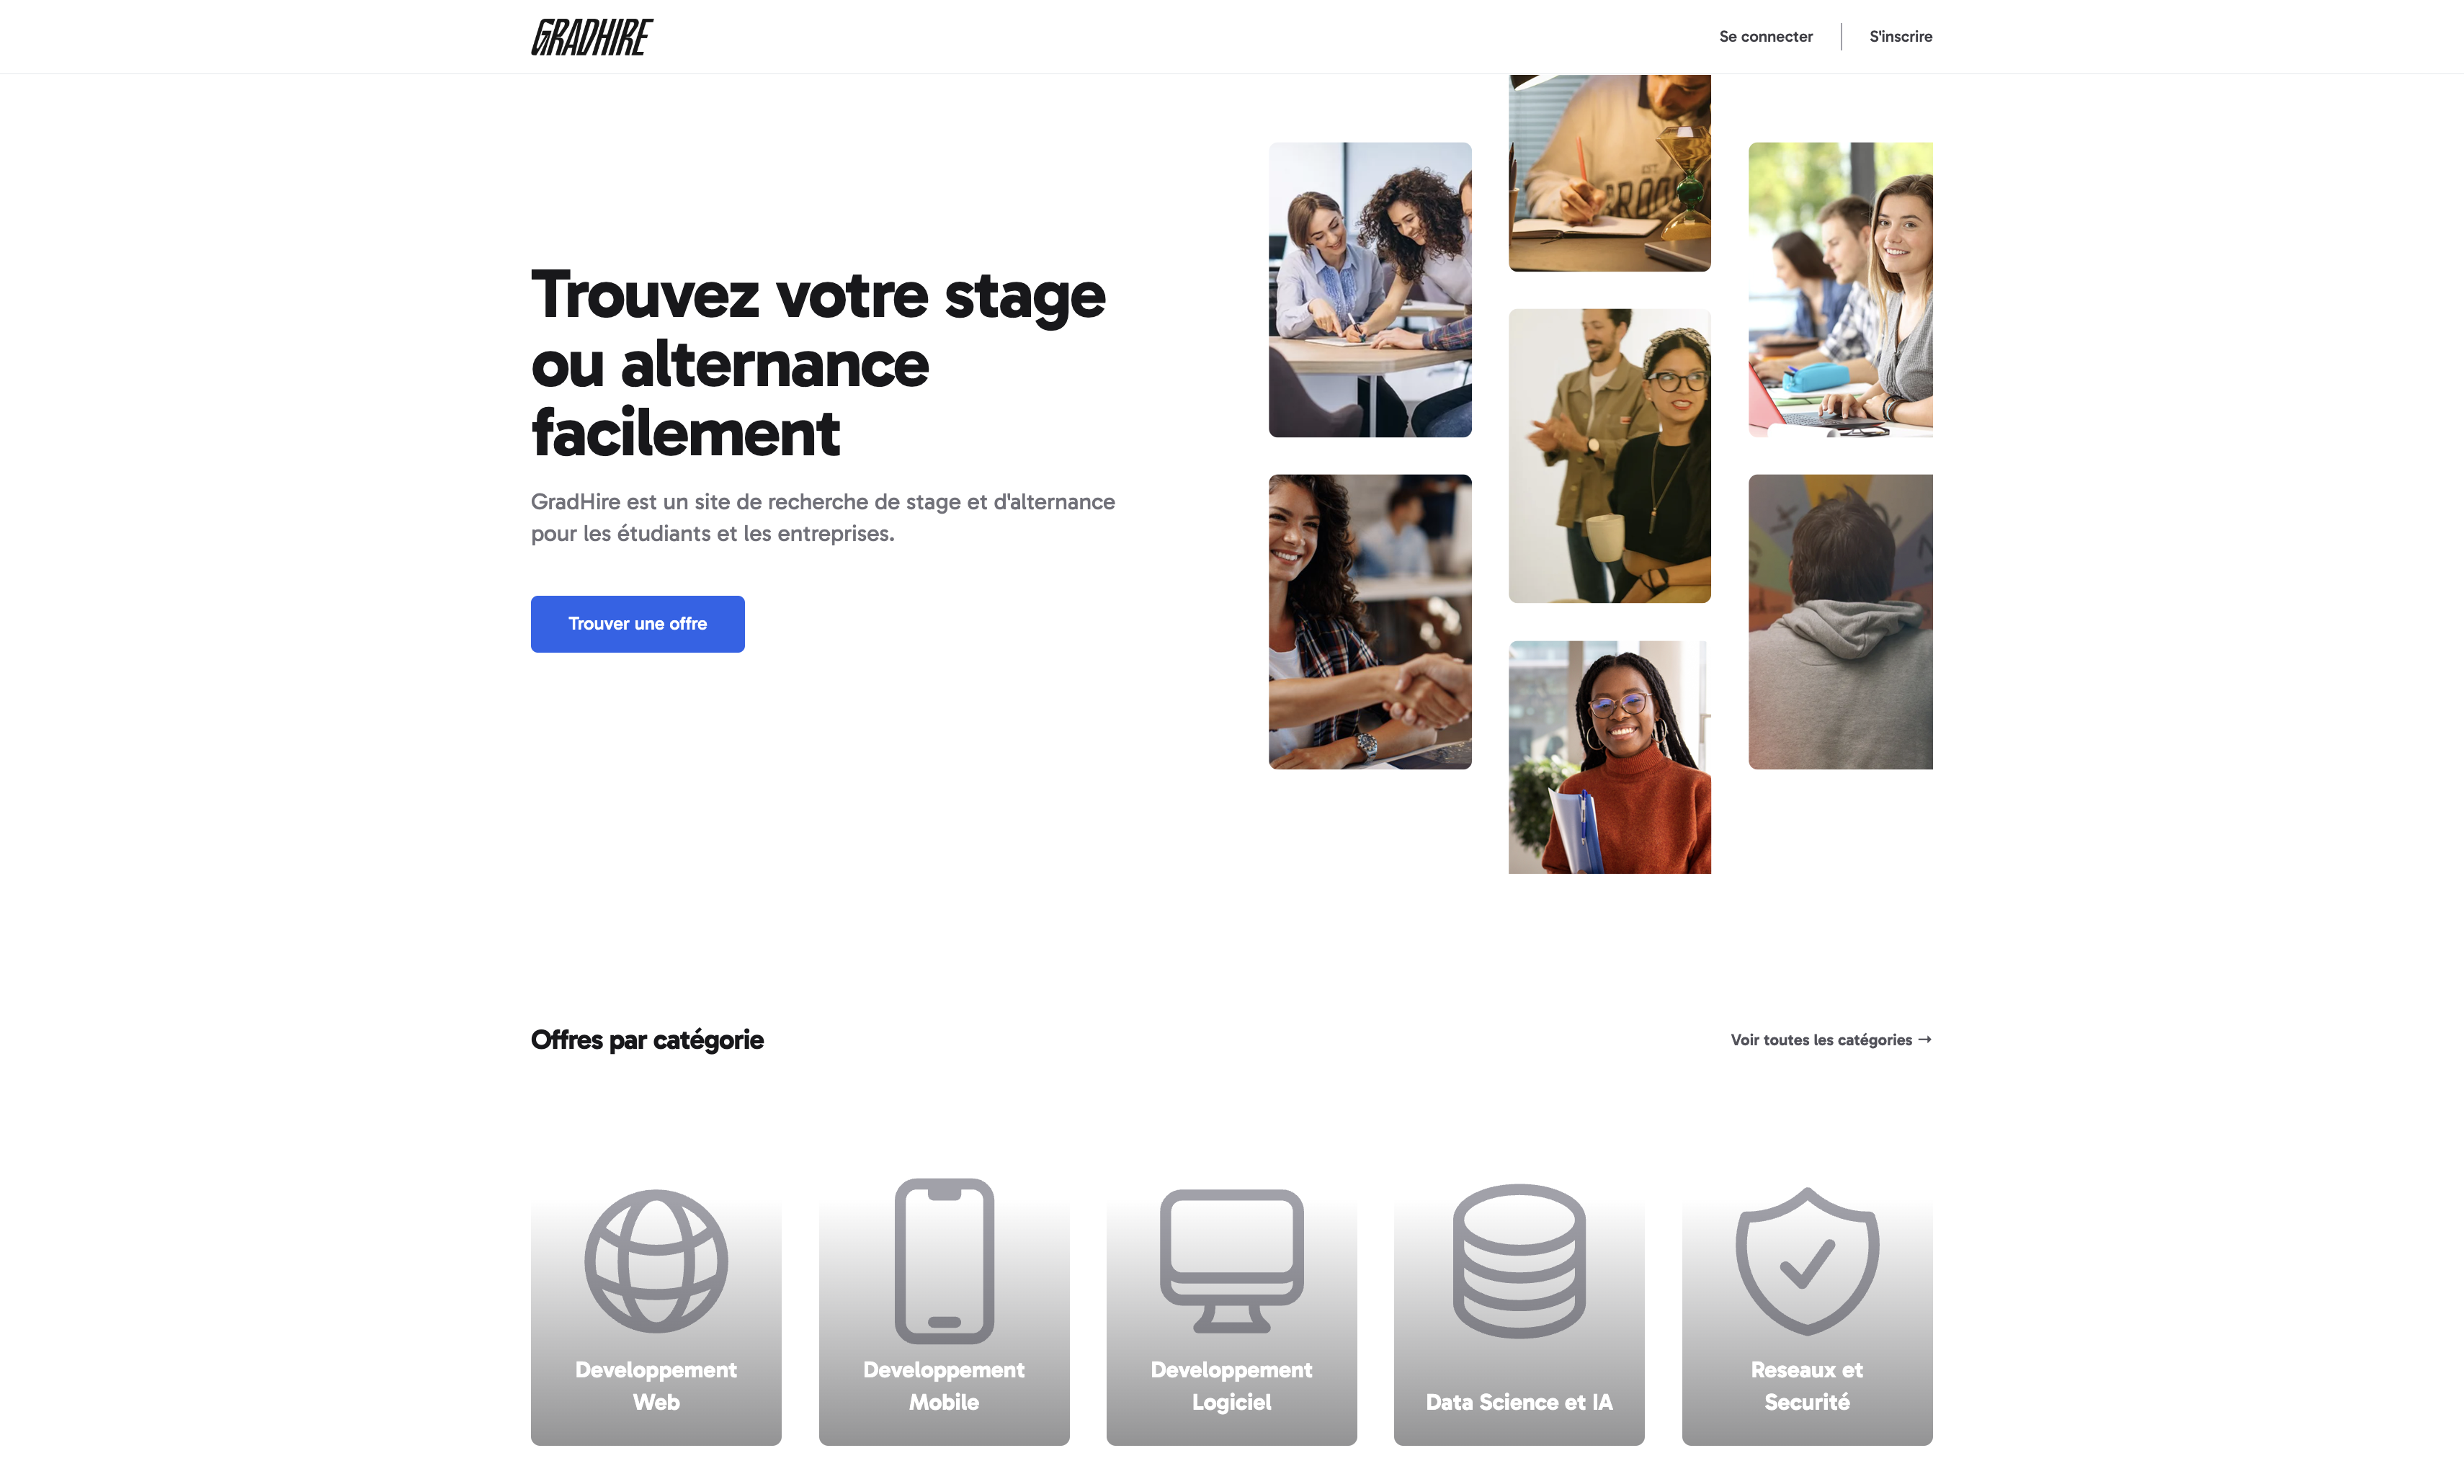 GRADHIRE
Se connecter
S'inscrire
Trouvez votre stage
ou alternance
facilement
GradHire est un site de recherche de stage et d'alternance
pour les étudiants et les entreprises.
Trouver une offre
Offres par catégorie
Voir toutes les catégories →
Developpement
Web
Developpement
Mobile
Developpement
Logiciel
Data Science et IA
Reseaux et
Securité